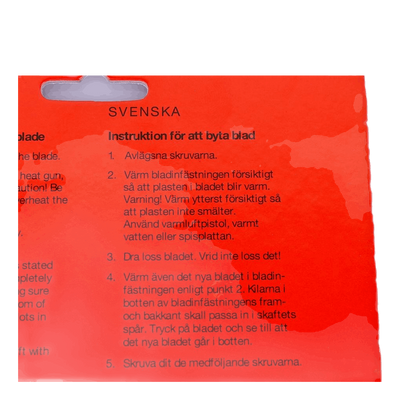 SVENSKA
Instruktion för att byta blad
1. Avlägsna skruvarna.
2. Värm bladinfästningen försiktigt
så att plasten i bladet blir varm.
Varning! Värm ytterst försiktigt så
att plasten inte smälter.
Använd varmluftpistol, varmt
vatten eller spisplattan.
3. Dra loss bladet. Vrid inte loss det!
4. Värm även det nya bladet i bladin-
fästningen enligt punkt 2. Kilarna i
botten av bladinfästningens fram-
och bakkant skall passa in i skaftets
spår. Tryck på bladet och se till att
det nya bladet går i botten.
5. Skruva dit de medföljande skruvarna.
blade
he blade.
heat gun,
aution! Be
verheat the
y.
s stated
pletely
ng sure
om of
ots in
ft with